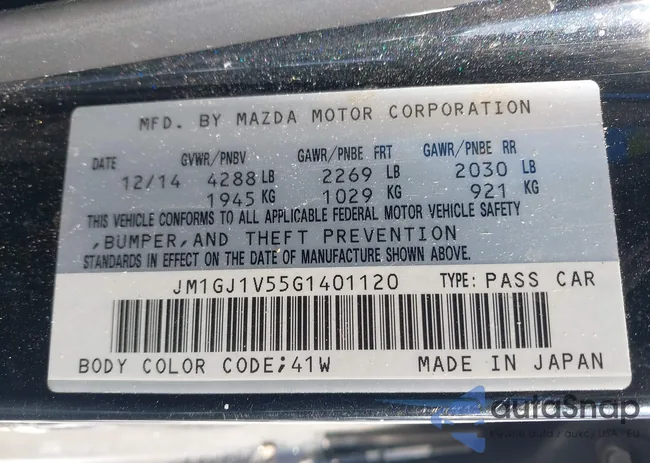 MFD. BY MAZDA MOTOR CORPORATION
DATE GVWR/PNBV GAWR/PNBE FRT GAWR/PNBE RR
12/14 4288 LB 2269 LB 2030 LB
1945 KG 1029 KG 921 KG
THIS VEHICLE CONFORMS TO ALL APPLICABLE FEDERAL MOTOR VEHICLE SAFETY
,BUMPER,AND THEFT PREVENTION
STANDARDS IN EFFECT ON THE DATE OF MANUFACTURE SHOWN ABOVE.
JM1GJ1V55G1401120 TYPE: PASS CAR
BODY COLOR CODE;41W MADE IN JAPAN
autoSnap